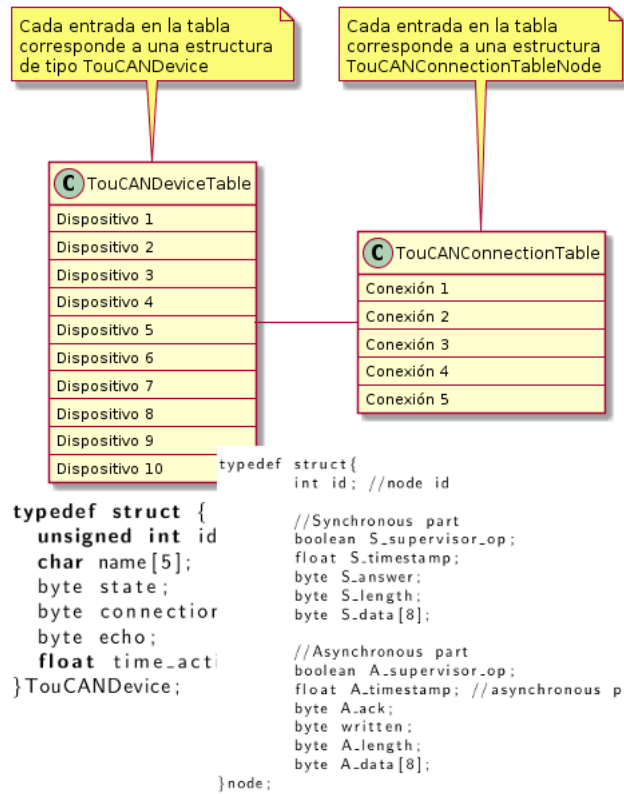 Cada entrada en la tabla
corresponde a una estructura
de tipo TouCANDevice
Cada entrada en la tabla
corresponde a una estructura
TouCANConnectionTableNode
C TouCANDeviceTable
Dispositivo 1
Dispositivo 2
Dispositivo 3
Dispositivo 4
Dispositivo 5
Dispositivo 6
Dispositivo 7
Dispositivo 8
Dispositivo 9
Dispositivo 10
C TouCANConnectionTable
Conexión 1
Conexión 2
Conexión 3
Conexión 4
Conexión 5
typedef struct {
unsigned int id
char name[5];
byte state;
byte connection
byte echo;
float time_acti
}TouCANDevice;
typedef struct{
int id; //node id
//Synchronous part
boolean S_supervisor_op;
float S_timestamp;
byte S_answer;
byte S_length;
byte S_data[8];
//Asynchronous part
boolean A_supervisor_op;
float A_timestamp; //asynchronous p
byte A_ack;
byte written;
byte A_length;
byte A_data[8];
}node;